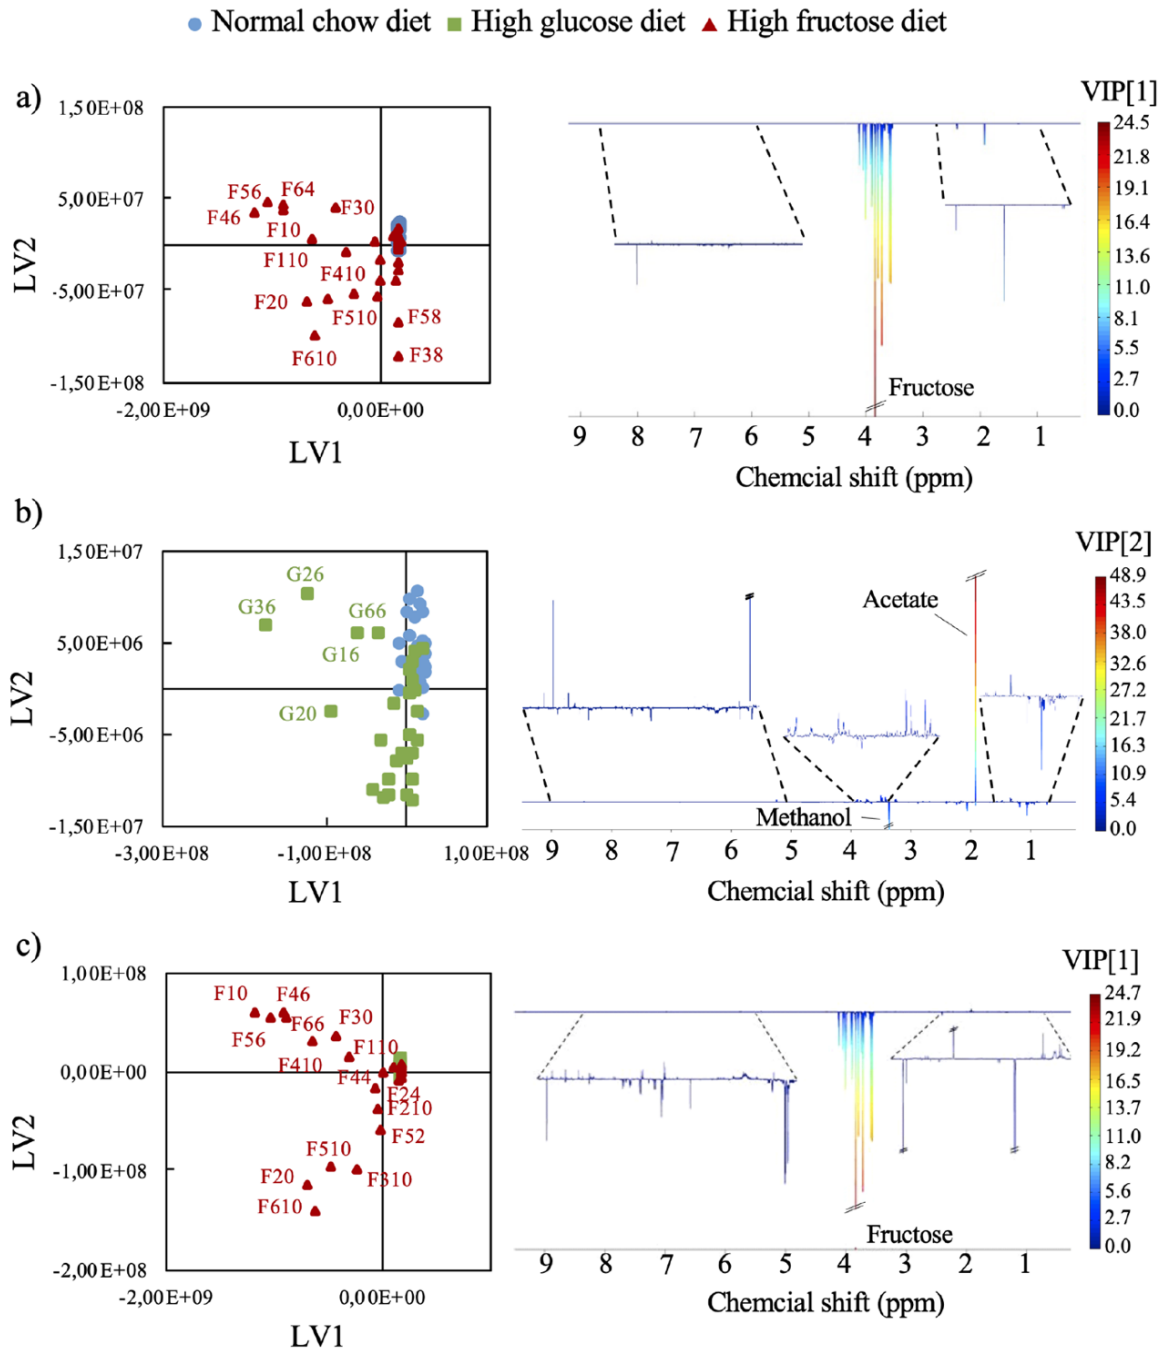 Normal chow diet High glucose diet High fructose diet
a)
1,50E+08
5,00E+07
-5,00E+07
-1,50E+08
-2,00E+09 0,00E+00
LV2
LV1
F56 F64
F46 F30
F10
F110
F410
F20
F510 F58
F610 F38
VIP[1]
24.5
21.8
19.1
16.4
13.6
11.0
8.1
5.5
2.7
0.0
Fructose
9 8 7 6 5 4 3 2 1
Chemcial shift (ppm)
b)
1,50E+07
5,00E+06
-5,00E+06
-1,50E+07
-3,00E+08 -1,00E+08 1,00E+08
LV2
LV1
G26
G36 G66
G16
G20
VIP[2]
48.9
43.5
38.0
32.6
27.2
21.7
16.3
10.9
5.4
0.0
Acetate
Methanol
9 8 7 6 5 4 3 2 1
Chemcial shift (ppm)
c)
1,00E+08
0,00E+00
-1,00E+08
-2,00E+08
-2,00E+09 0,00E+00
LV2
LV1
F10 F46
F66 F30
F56
F110
F410
F44
F24
F210
F52
F510
F20 F310
F610
VIP[1]
24.7
21.9
19.2
16.5
13.7
11.0
8.2
5.6
2.7
0.0
Fructose
9 8 7 6 5 4 3 2 1
Chemcial shift (ppm)